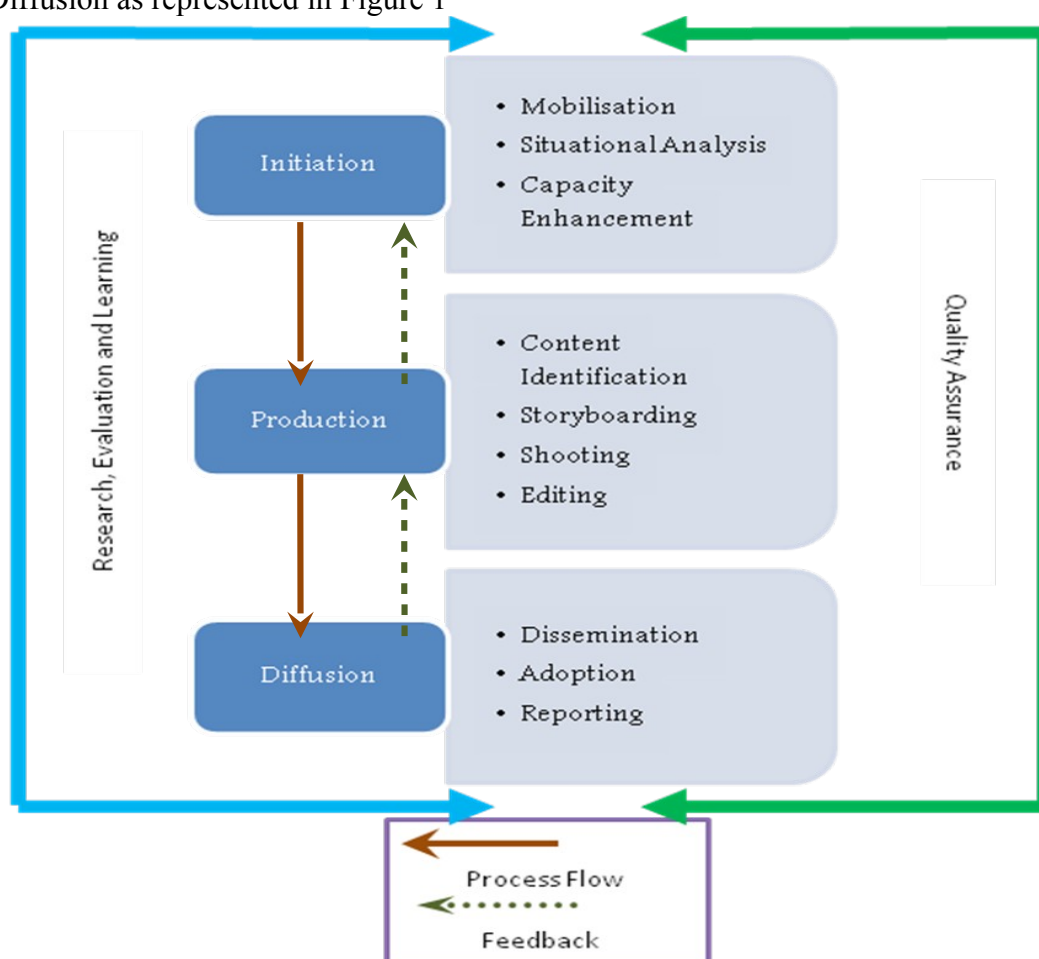 Diffusion as represented in Figure 1
Research, Evaluation and Learning
Initiation
• Mobilisation
• Situational Analysis
• Capacity
Enhancement
Production
• Content
Identification
• Storyboarding
• Shooting
• Editing
Diffusion
• Dissemination
• Adoption
• Reporting
Quality Assurance
Process Flow
Feedback